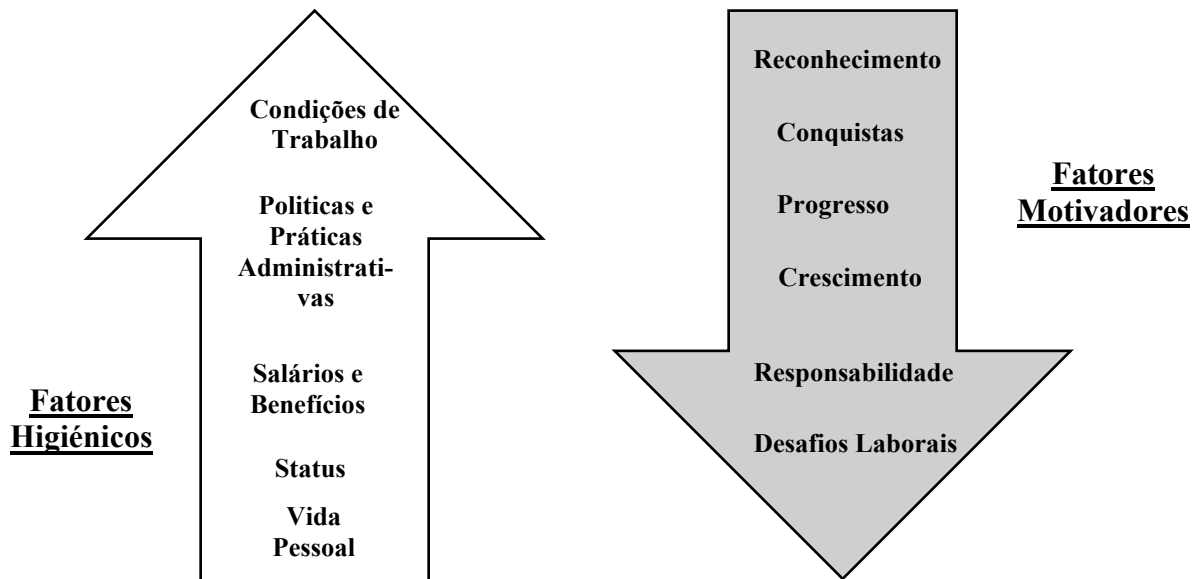 Condições de
Trabalho
Politicas e
Práticas
Administrati-
vas
Salários e
Benefícios
Status
Vida
Pessoal
Fatores
Higiénicos
Reconhecimento
Conquistas
Progresso
Crescimento
Responsabilidade
Desafios Laborais
Fatores
Motivadores